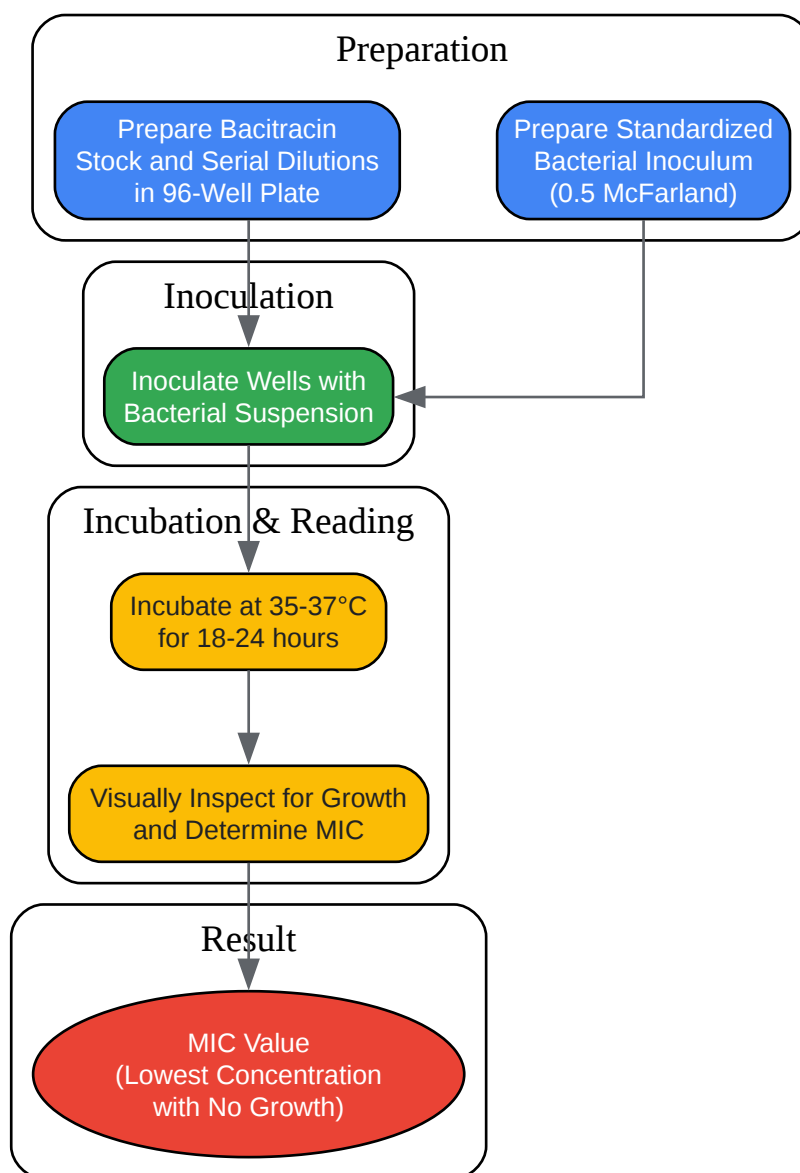 Preparation
Prepare Bacitracin
Stock and Serial Dilutions
in 96-Well Plate
Prepare Standardized
Bacterial Inoculum
(0.5 McFarland)
Inoculation
Inoculate Wells with
Bacterial Suspension
Incubation & Reading
Incubate at 35-37°C
for 18-24 hours
Visually Inspect for Growth
and Determine MIC
Result
MIC Value
(Lowest Concentration
with No Growth)